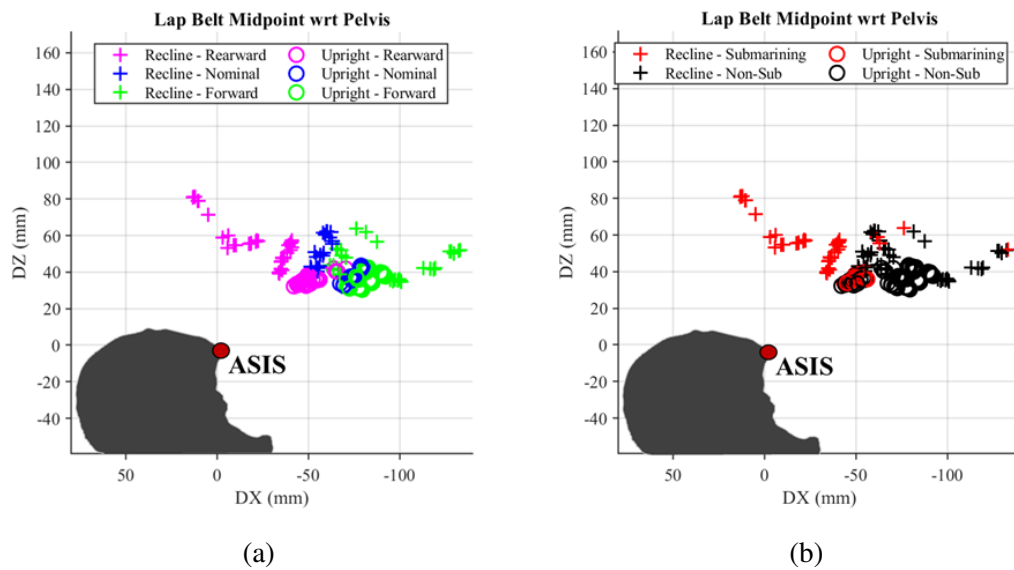 Lap Belt Midpoint wrt Pelvis
160
140
120
100
80
60
40
20
0
-20
-40
DZ (mm)
Recline - Rearward
Upright - Rearward
Recline - Nominal
Upright - Nominal
Recline - Forward
Upright - Forward
ASIS
50
0
-50
-100
DX (mm)
(a)
Lap Belt Midpoint wrt Pelvis
160
140
120
100
80
60
40
20
0
-20
-40
DZ (mm)
Recline - Submarining
Upright - Submarining
Recline - Non-Sub
Upright - Non-Sub
ASIS
50
0
-50
-100
DX (mm)
(b)